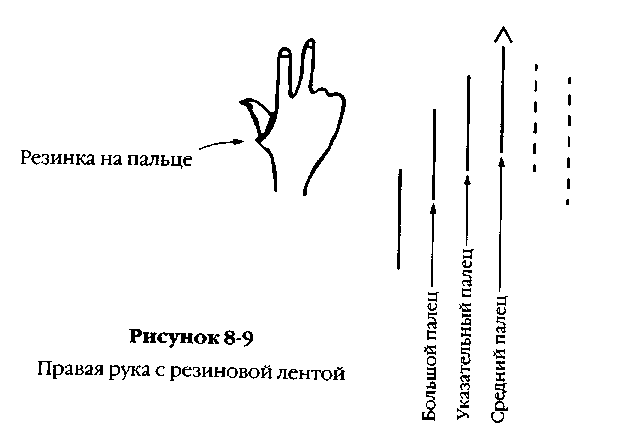 Резинка на пальце
Рисунок 8-9
Правая рука с резиновой лентой
Большой палец
Указательный палец
Средний палец